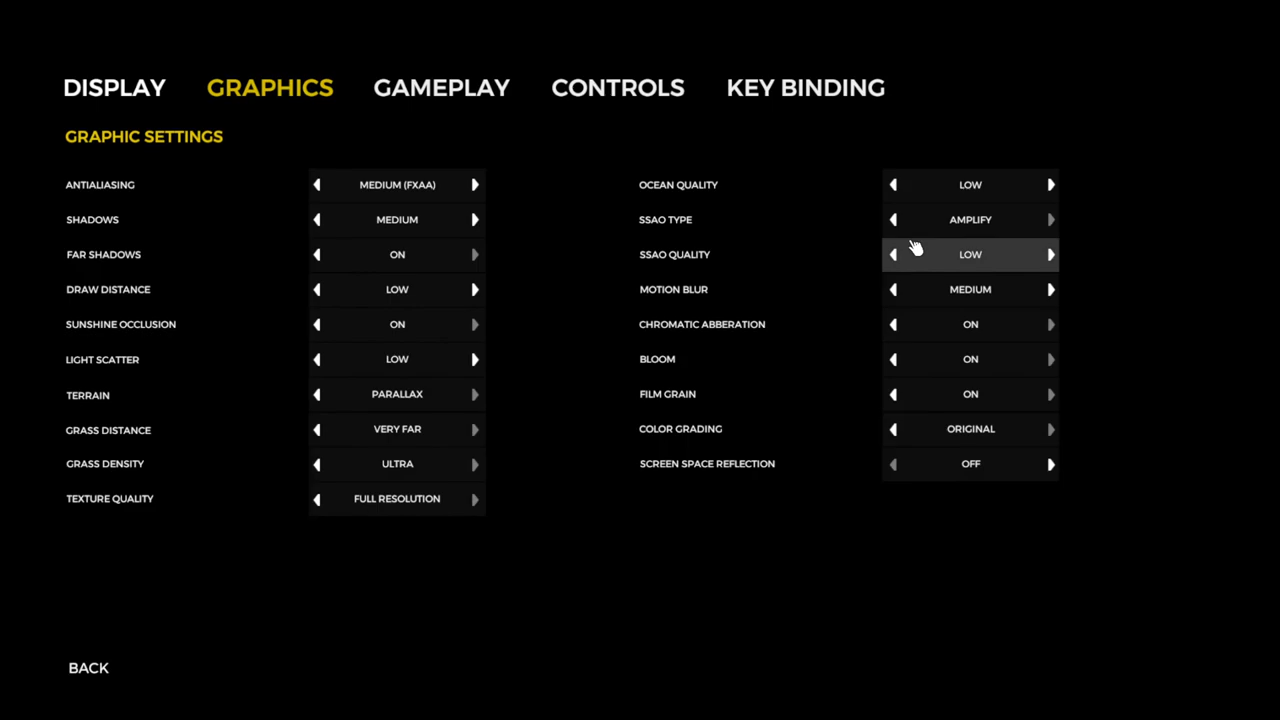 DISPLAY GRAPHICS GAMEPLAY CONTROLS KEY BINDING
GRAPHIC SETTINGS
ANTIALIASING MEDIUM (FXAA)
SHADOWS MEDIUM
FAR SHADOWS ON
DRAW DISTANCE LOW
SUNSHINE OCCLUSION ON
LIGHT SCATTER LOW
TERRAIN PARALLAX
GRASS DISTANCE VERY FAR
GRASS DENSITY ULTRA
TEXTURE QUALITY FULL RESOLUTION
OCEAN QUALITY LOW
SSAO TYPE AMPLIFY
SSAO QUALITY LOW
MOTION BLUR MEDIUM
CHROMATIC ABBERATION ON
BLOOM ON
FILM GRAIN ON
COLOR GRADING ORIGINAL
SCREEN SPACE REFLECTION OFF
BACK